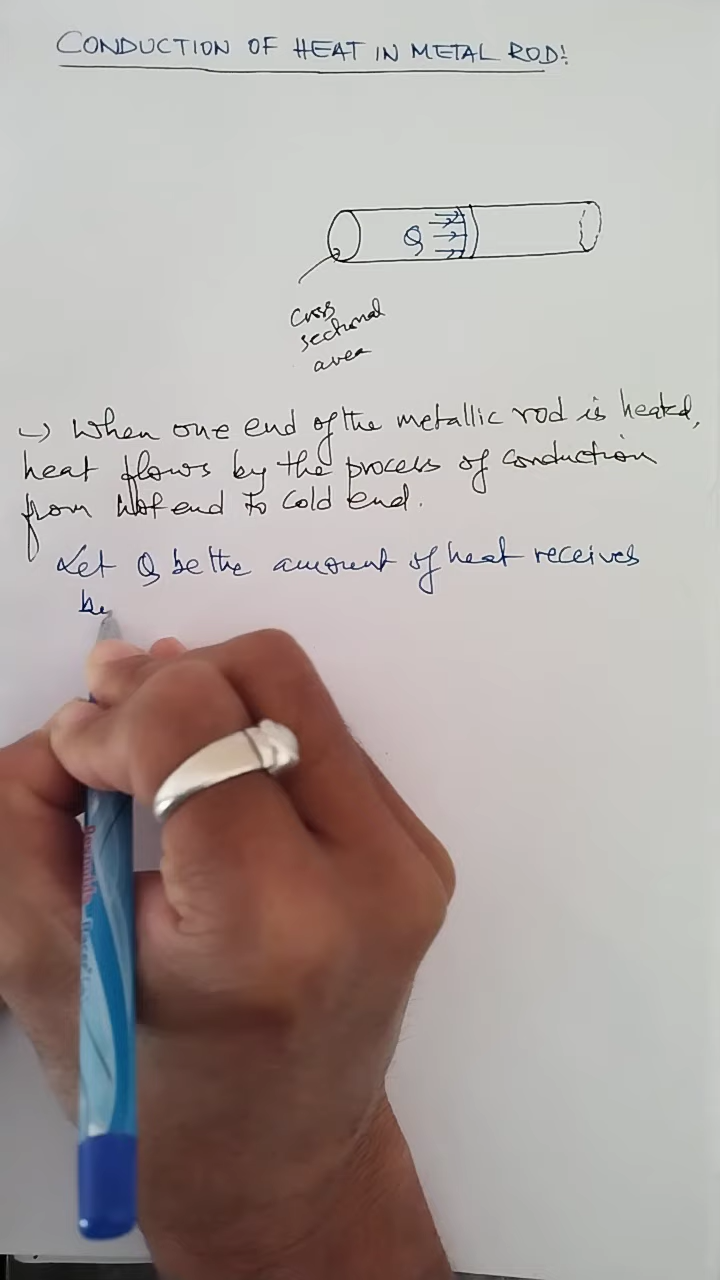 CONDUCTION OF HEAT IN METAL ROD:
Q
Cross
sectional
area
↪ When one end of the metallic rod is heated,
heat flows by the process of conduction
from hot end to cold end.
Let Q be the amount of heat receives
by